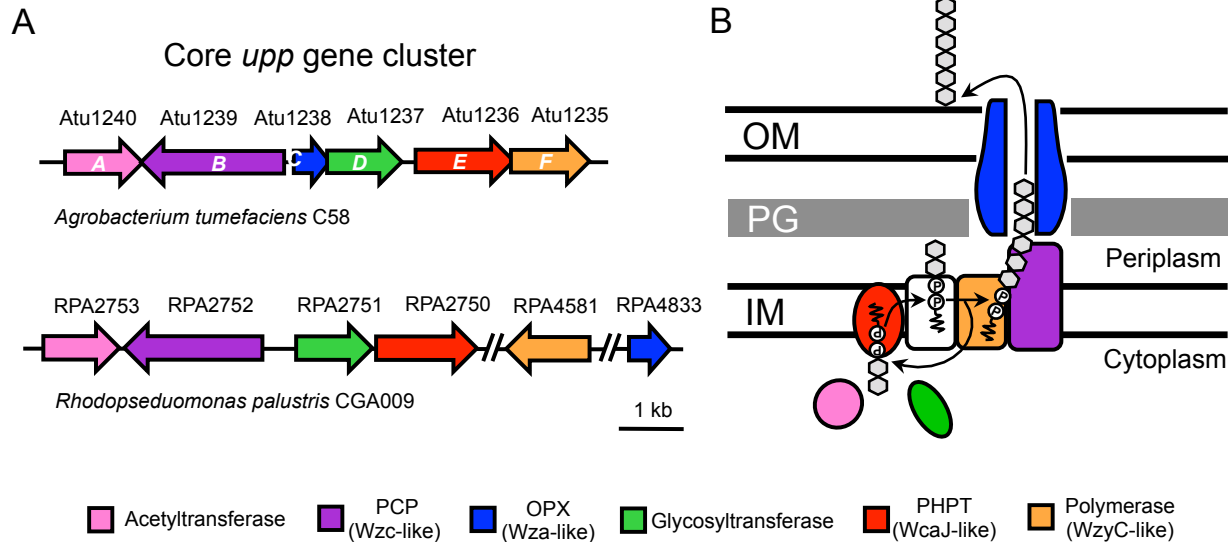 A
Core upp gene cluster
Atu1240 Atu1239 Atu1238 Atu1237 Atu1236 Atu1235
A B C D E F
Agrobacterium tumefaciens C58
RPA2753 RPA2752 RPA2751 RPA2750 RPA4581 RPA4833
Rhodopseduomonas palustris CGA009
1 kb
B
OM
PG
Periplasm
P
P
P
P
IM
P
P
Cytoplasm
Acetyltransferase
PCP
(Wzc-like)
OPX
(Wza-like)
Glycosyltransferase
PHPT
(WcaJ-like)
Polymerase
(WzyC-like)